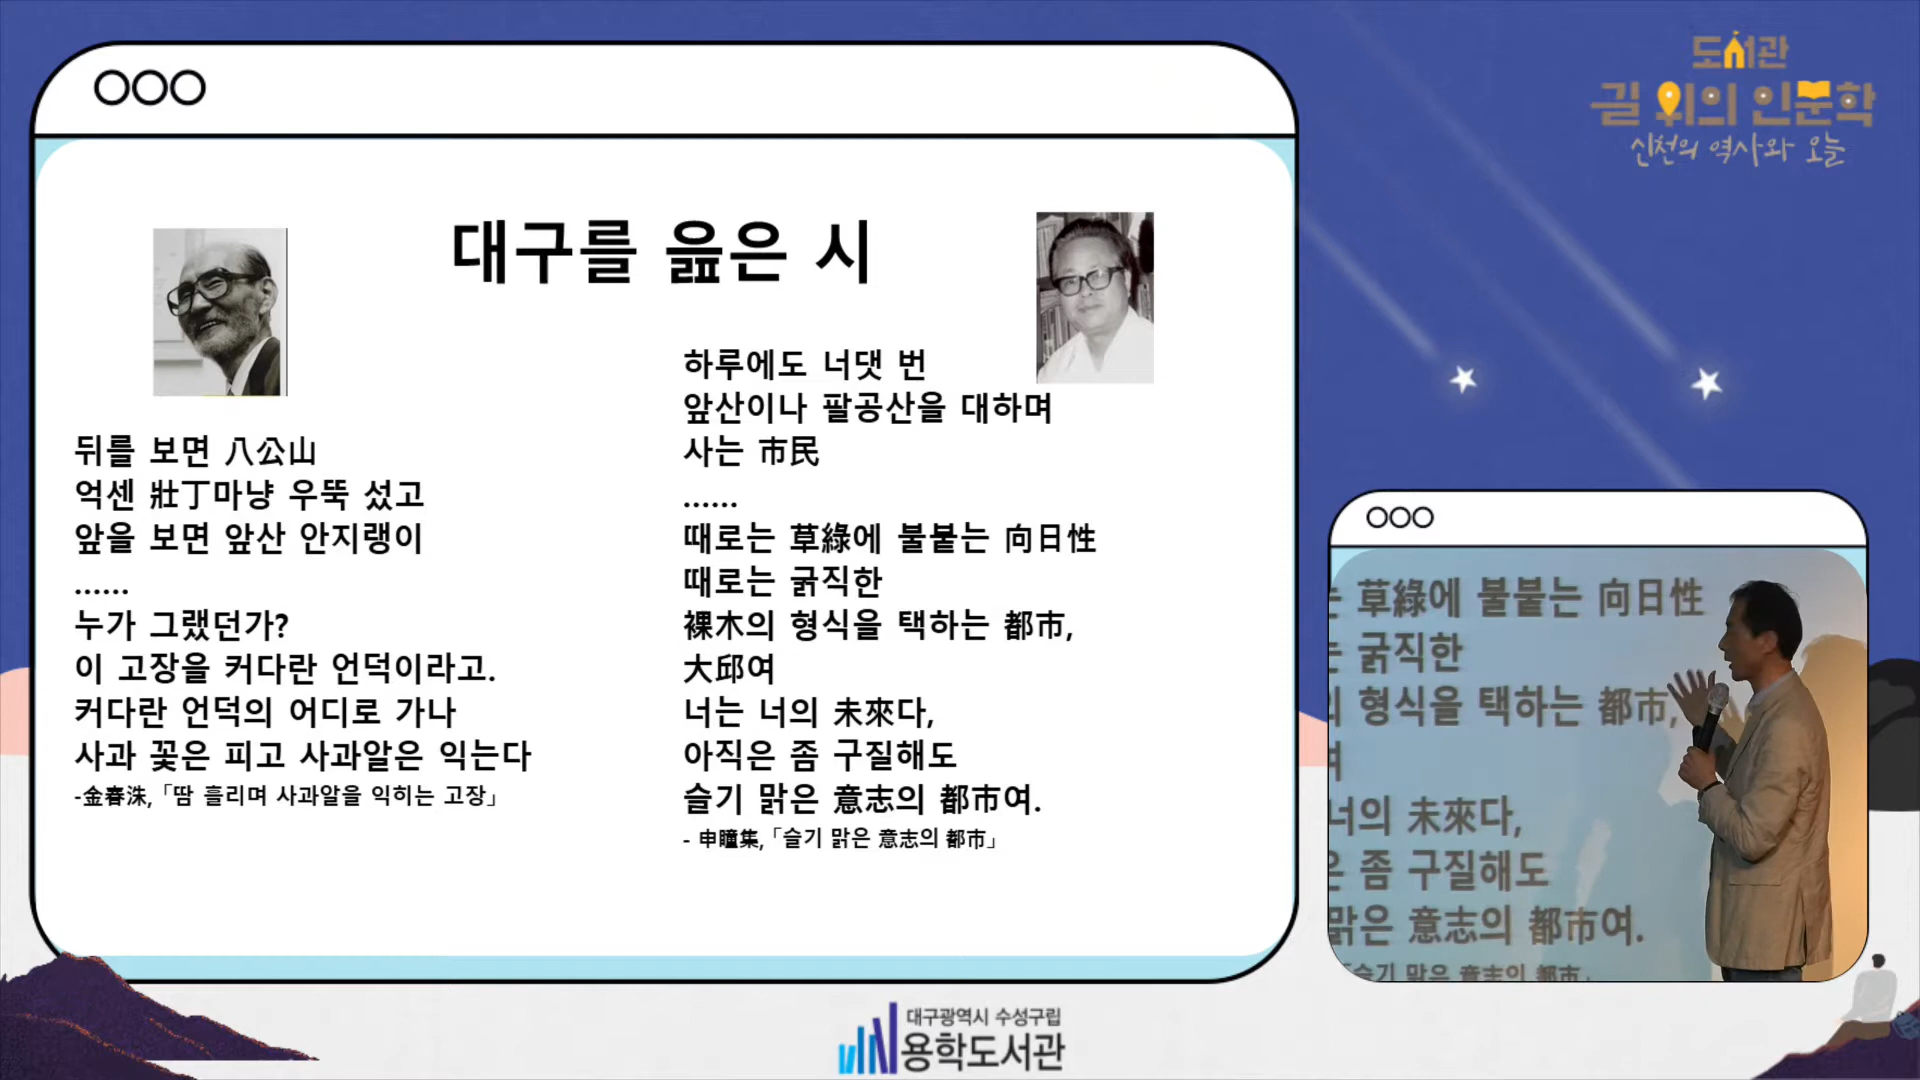 도서관
길 위의 인문학
신천의 역사와 오늘
대구를 읊은 시
뒤를 보면 八公山
억센 壯丁마냥 우뚝 섰고
앞을 보면 앞산 안지랭이
......
누가 그랬던가?
이 고장을 커다란 언덕이라고.
커다란 언덕의 어디로 가나
사과 꽃은 피고 사과알은 익는다
-金春洙,「땀 흘리며 사과알을 익히는 고장」
하루에도 너댓 번
앞산이나 팔공산을 대하며
사는 市民
......
때로는 草綠에 불붙는 向日性
때로는 굵직한
裸木의 형식을 택하는 都市,
大邱여
너는 너의 未來다,
아직은 좀 구질해도
슬기 맑은 意志의 都市여.
- 申瞳集,「슬기 맑은 意志의 都市」
草綠에 불붙는 向日性
굵직한
형식을 택하는 都市,
여
너의 未來다,
좀 구질해도
맑은 意志의 都市여.
「슬기 맑은 意志의 都市」
대구광역시 수성구립
용학도서관